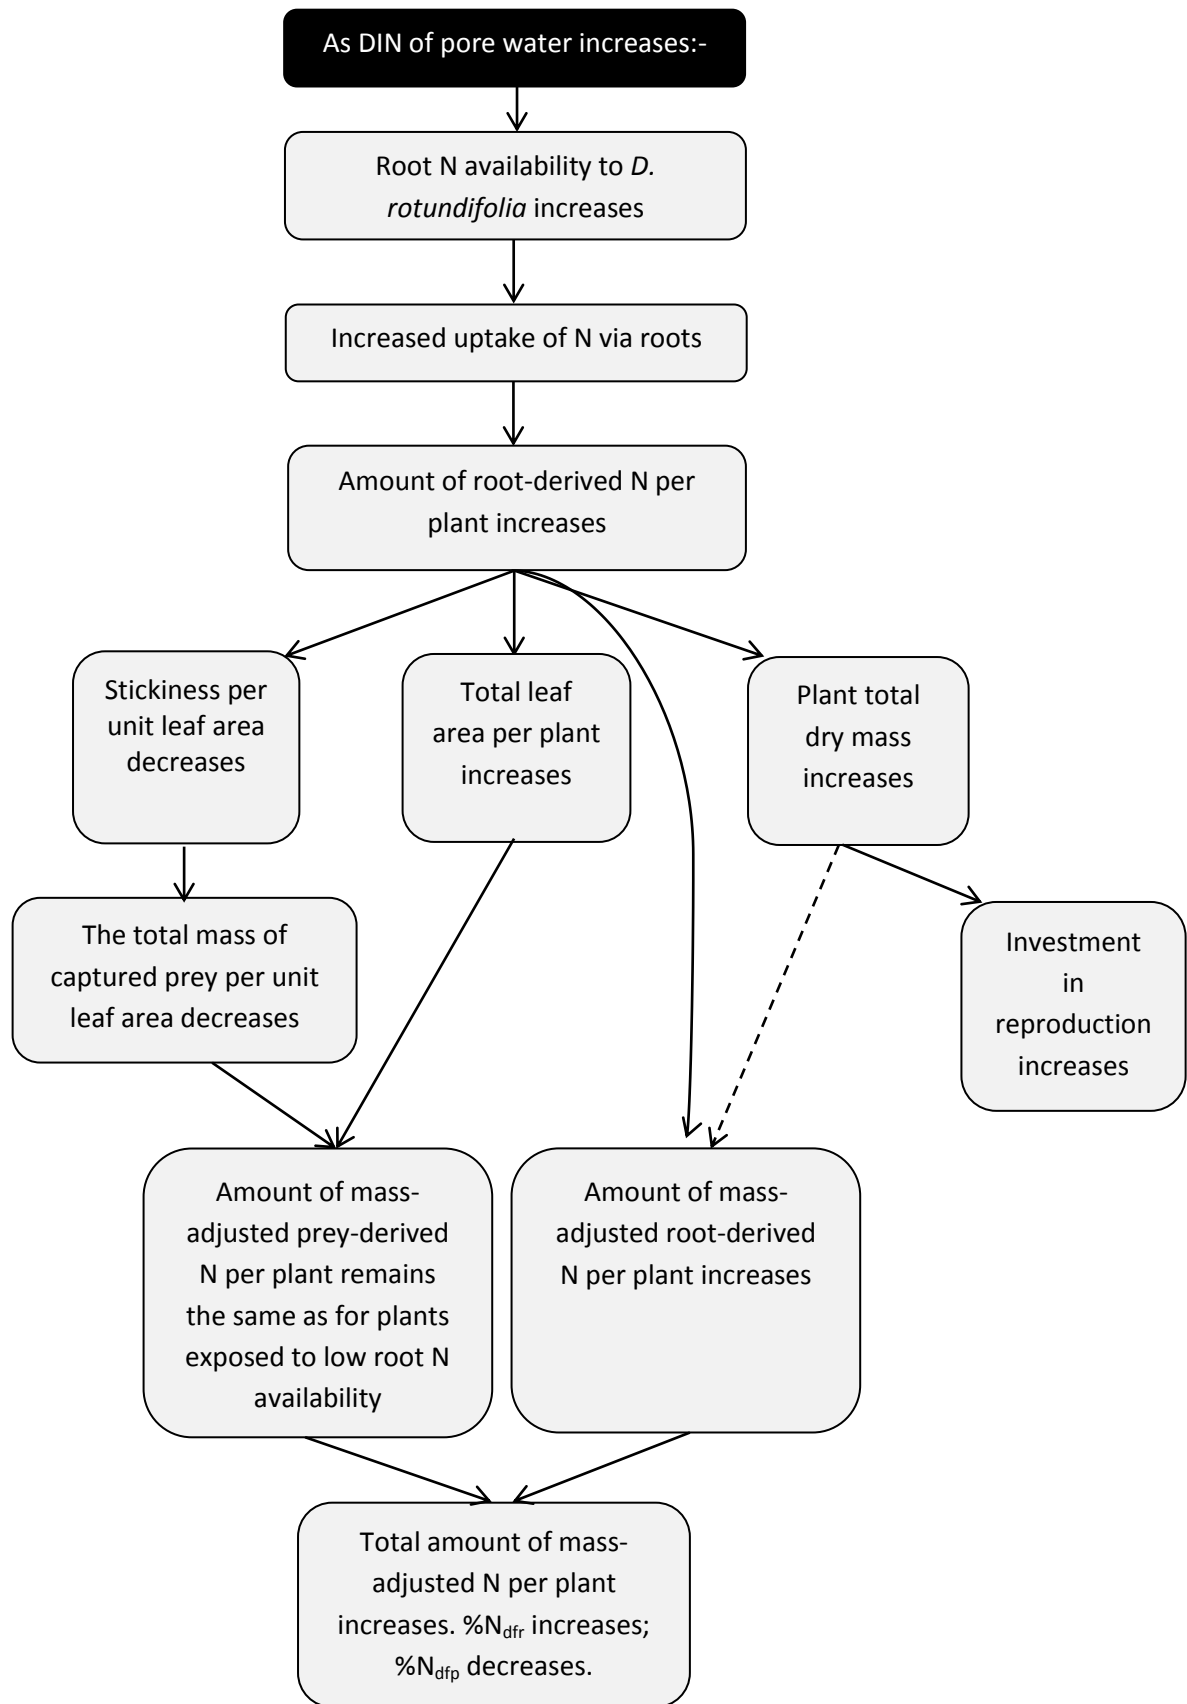 As DIN of pore water increases:-
Root N availability to D.
rotundifolia increases
Increased uptake of N via roots
Amount of root-derived N per
plant increases
Stickiness per
unit leaf area
decreases
Total leaf
area per plant
increases
Plant total
dry mass
increases
The total mass of
captured prey per unit
leaf area decreases
Investment
in
reproduction
increases
Amount of mass-
adjusted prey-derived
N per plant remains
the same as for plants
exposed to low root N
availability
Amount of mass-
adjusted root-derived
N per plant increases
Total amount of mass-
adjusted N per plant
increases. %Ndfr increases;
%Ndfp decreases.